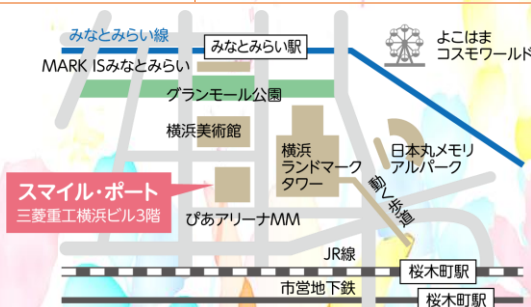 みなとみらい線
みなとみらい駅
よこはま
コスモワールド
MARK ISみなとみらい
グランモール公園
横浜美術館
横浜
ランドマーク
タワー
日本丸メモリ
アルパーク
動く歩道
スマイル・ポート
三菱重工横浜ビル3階
ぴあアリーナMM
JR線
桜木町駅
市営地下鉄
桜木町駅